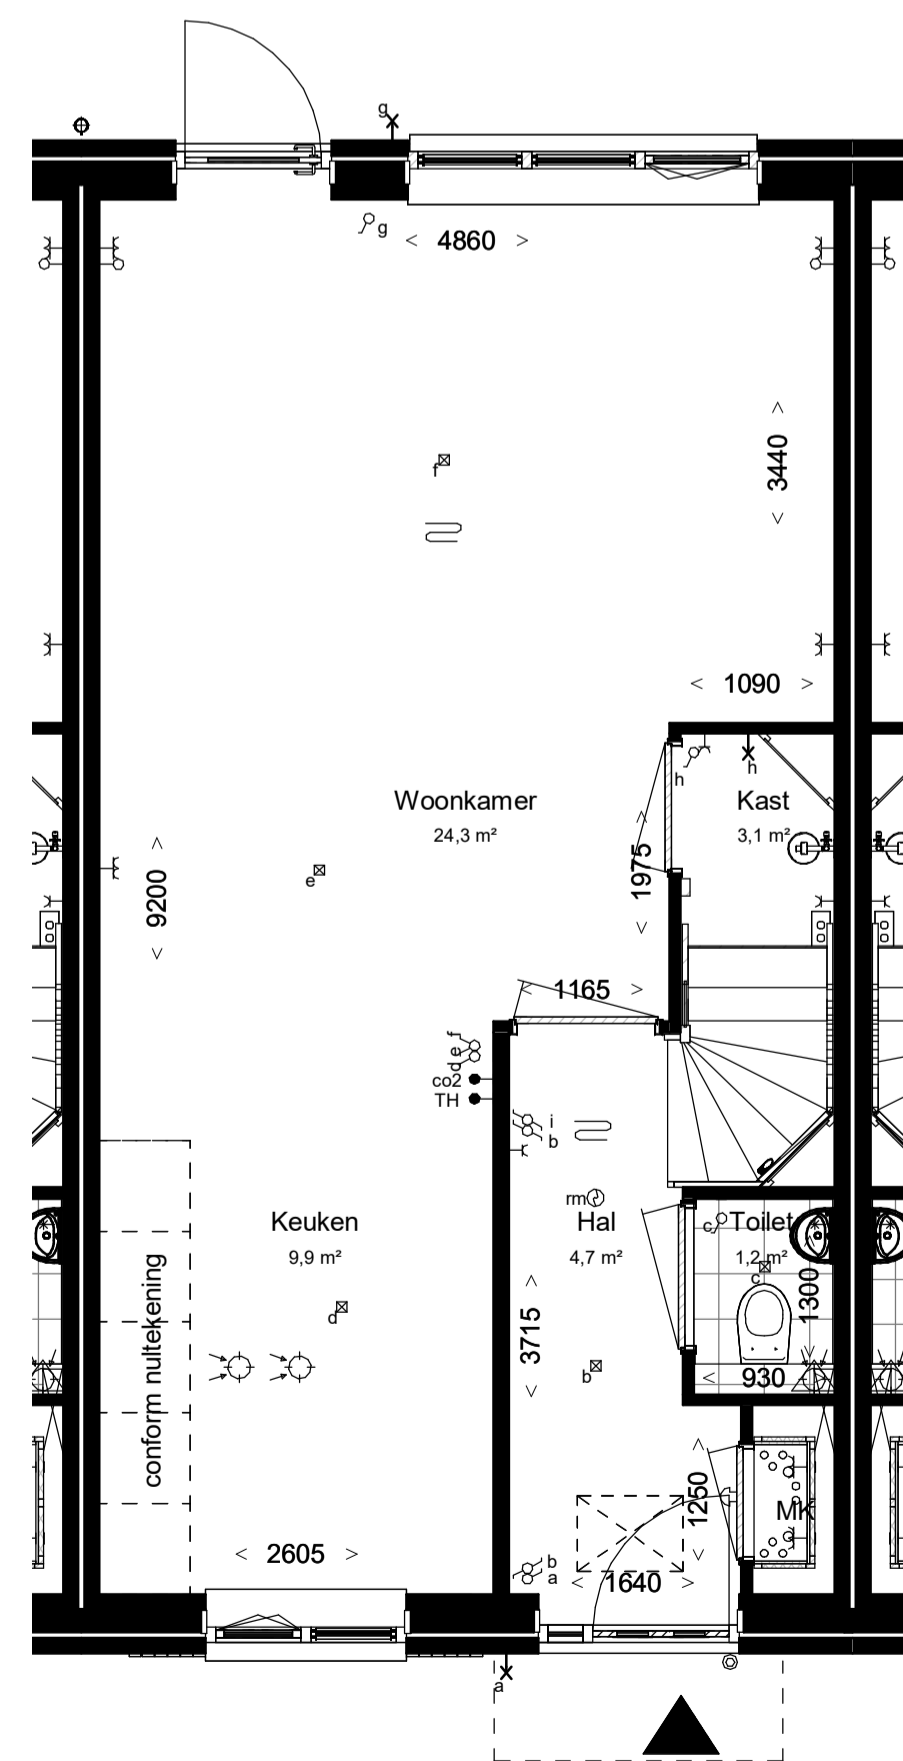 g
g
< 4860 >
< 3440 >
f
< 1090 >
h
h
Woonkamer
24,3 m²
Kast
3,1 m²
< 1975 >
< 9200 >
e
< 1165 >
f
e
d
co2
TH
i
b
rm
Keuken
9,9 m²
Hal
4,7 m²
c
Toilet
1,2 m²
c
< 1300 >
d
< 3715 >
b
< 930 >
conform nultekening
< 1250 >
MK
< 2605 >
b
a
< 1640 >
a